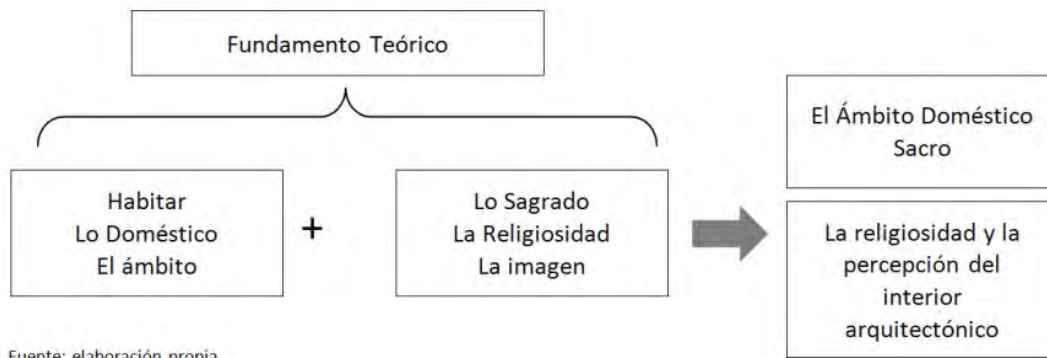 Fundamento Teórico
Habitar
Lo Doméstico
El ámbito
+
Lo Sagrado
La Religiosidad
La imagen
El Ámbito Doméstico
Sacro
La religiosidad y la
percepción del
interior
arquitectónico
Fuente: elaboración propia